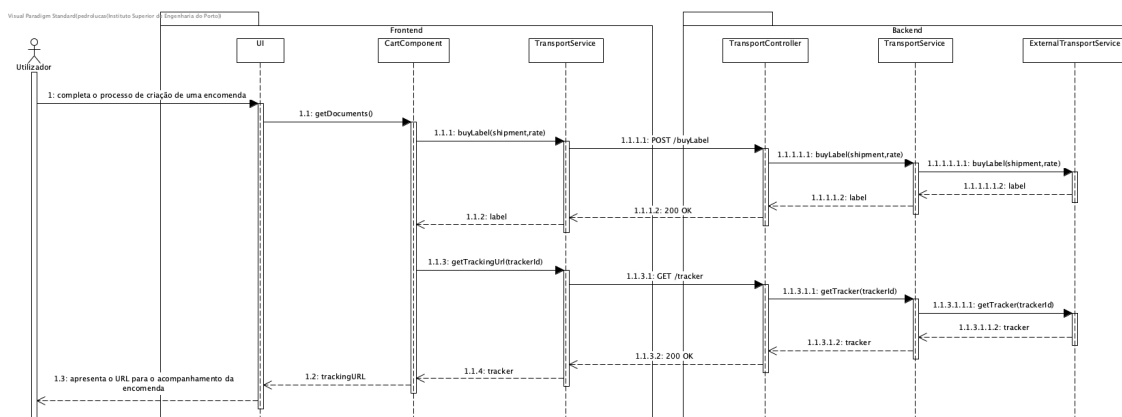 Visual Paradigm Standard(pedrolucas(Instituto Superior de Engenharia do Porto))
Frontend
Backend
Utilizador
UI
CartComponent
TransportService
TransportController
TransportService
ExternalTransportService
1: completa o processo de criação de uma encomenda
1.1: getDocuments()
1.1.1: buyLabel(shipment,rate)
1.1.1.1: POST /buyLabel
1.1.1.1.1: buyLabel(shipment,rate)
1.1.1.1.1.1: buyLabel(shipment,rate)
1.1.1.1.1.2: label
1.1.1.1.2: label
1.1.1.2: 200 OK
1.1.2: label
1.1.3: getTrackingUrl(trackerId)
1.1.3.1: GET /tracker
1.1.3.1.1: getTracker(trackerId)
1.1.3.1.1.1: getTracker(trackerId)
1.1.3.1.1.2: tracker
1.1.3.1.2: tracker
1.1.3.2: 200 OK
1.1.4: tracker
1.2: trackingURL
1.3: apresenta o URL para o acompanhamento da
encomenda